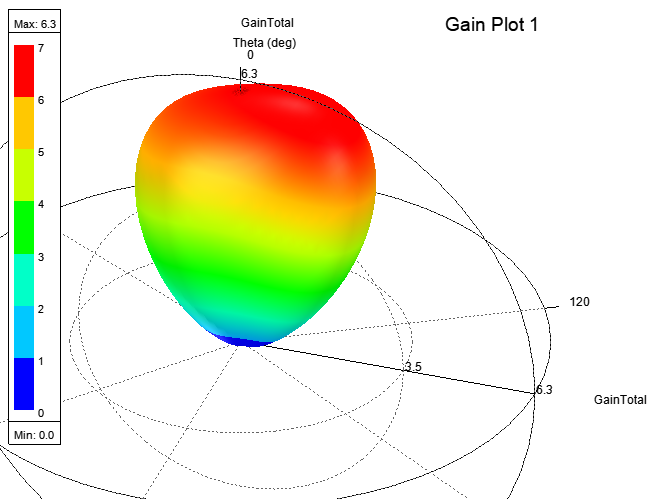 Max: 6.3
7
6
5
4
3
2
1
0
Min: 0.0
GainTotal
Theta (deg)
0
6.3
Gain Plot 1
120
3.5
6.3
GainTotal